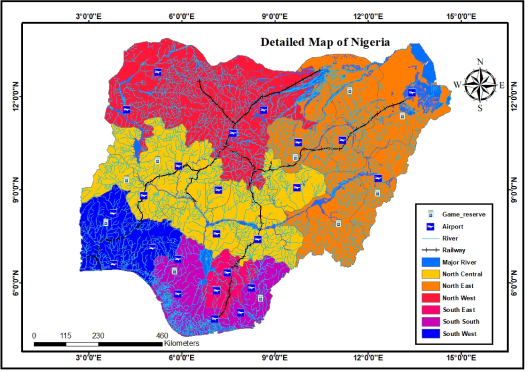 3°0'0"E 6°0'0"E 9°0'0"E 12°0'0"E 15°0'0"E
Detailed Map of Nigeria
N
W E
S
12°0'0"N 12°0'0"N
9°0'0"N 9°0'0"N
6°0'0"N 6°0'0"N
Game_reserve
Airport
River
Railway
Major River
North Central
North East
North West
South East
South South
South West
0 115 230 460
Kilometers
3°0'0"E 6°0'0"E 9°0'0"E 12°0'0"E 15°0'0"E